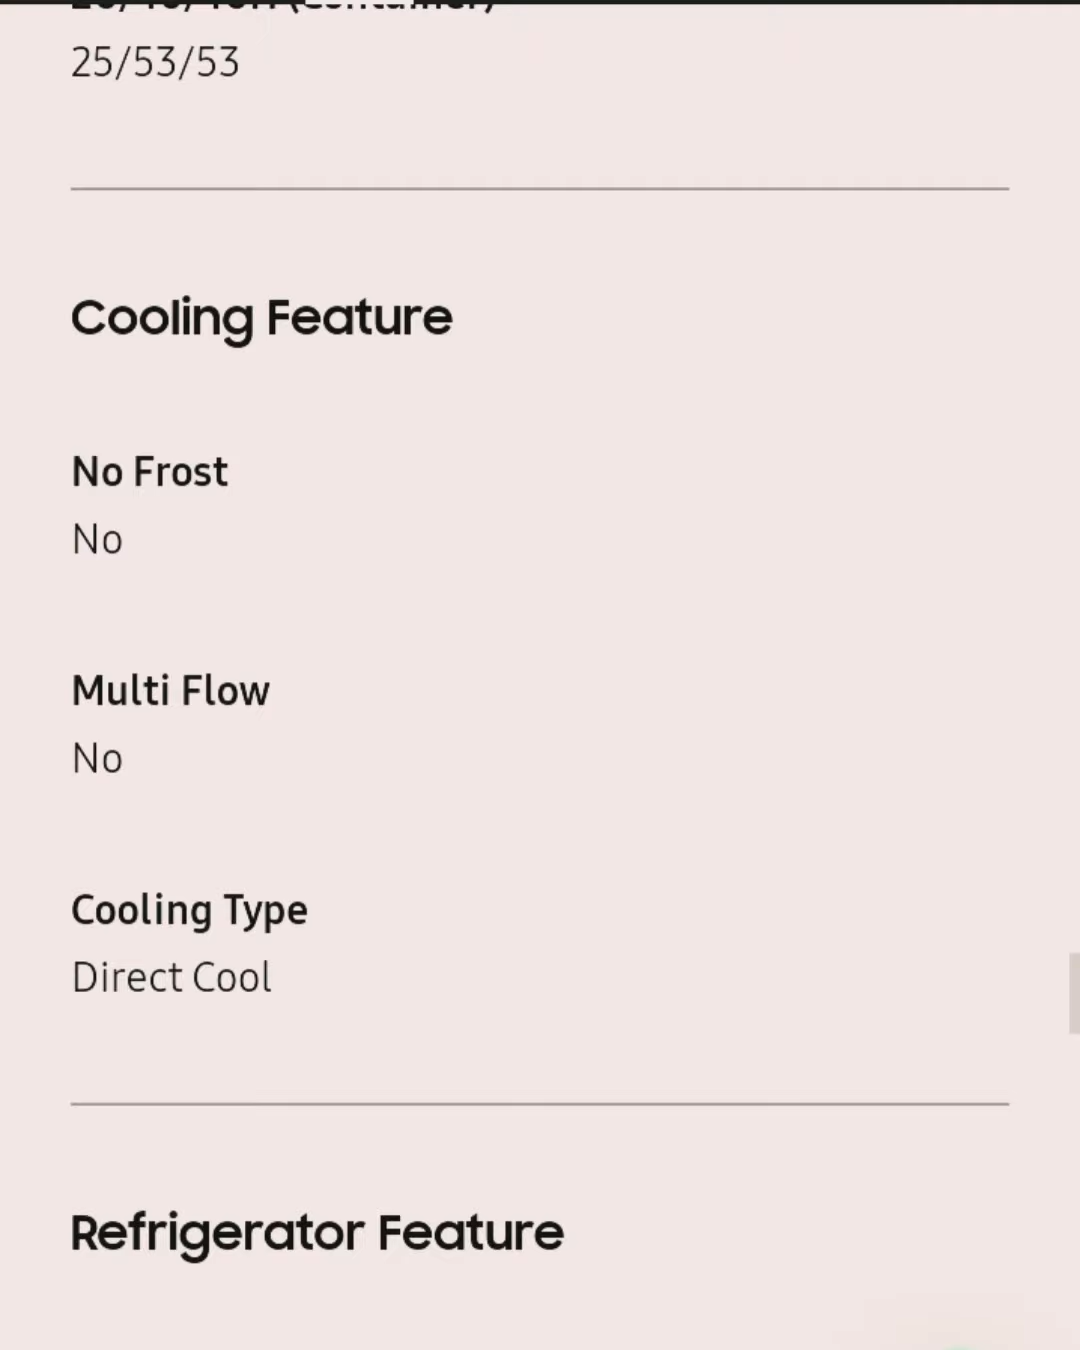 25/53/53
Cooling Feature
No Frost
No
Multi Flow
No
Cooling Type
Direct Cool
Refrigerator Feature